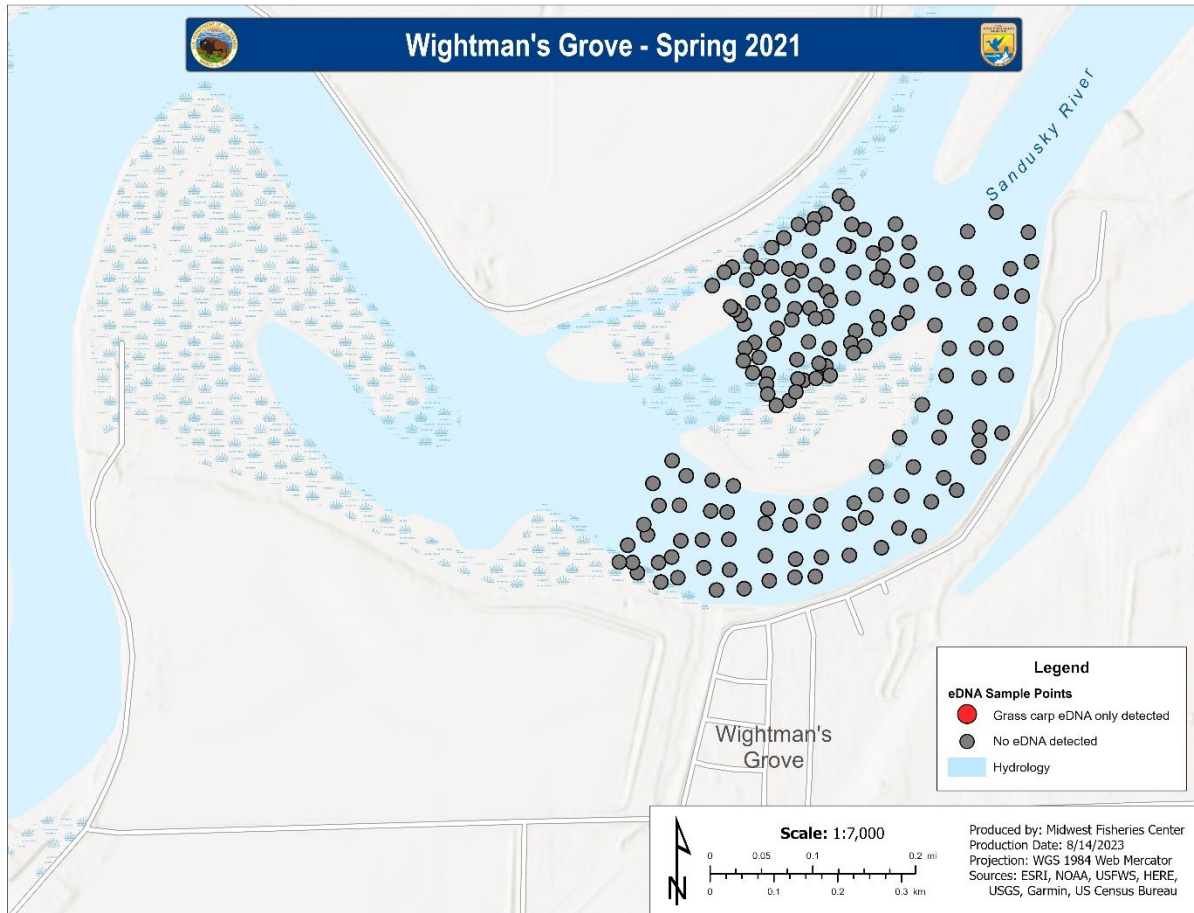 Wightman's Grove - Spring 2021
Sandusky River
Wightman's
Grove
Legend
eDNA Sample Points
Grass carp eDNA only detected
No eDNA detected
Hydrology
Scale: 1:7,000
0 0.05 0.1 0.2 mi
0 0.1 0.2 0.3 km
N
Produced by: Midwest Fisheries Center
Production Date: 8/14/2023
Projection: WGS 1984 Web Mercator
Sources: ESRI, NOAA, USFWS, HERE,
USGS, Garmin, US Census Bureau